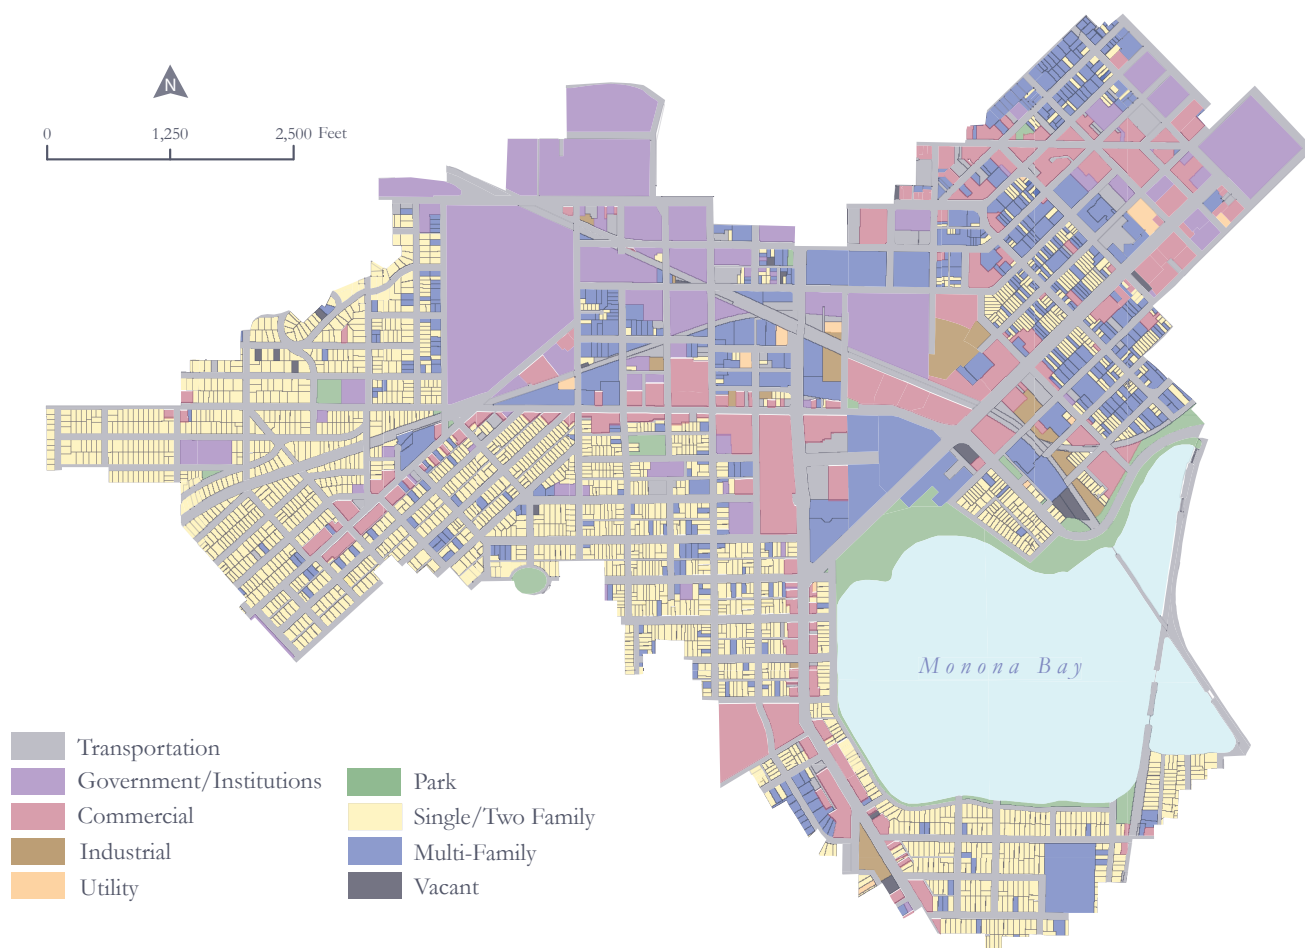 N
0 1,250 2,500 Feet
Monona Bay
Transportation
Government/Institutions
Commercial
Industrial
Utility
Park
Single/Two Family
Multi-Family
Vacant